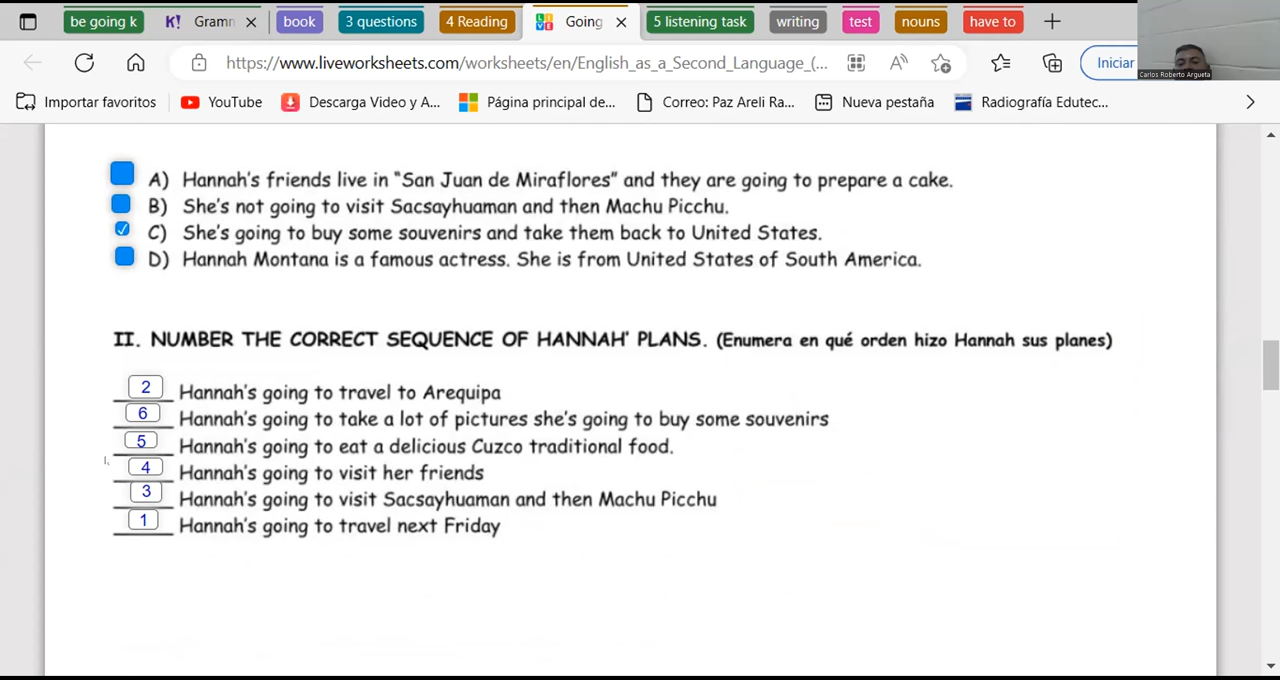 be going k
Gramr
book
3 questions
4 Reading
Going
5 listening task
writing
test
nouns
have to
https://www.liveworksheets.com/worksheets/en/English_as_a_Second_Language_(...
Iniciar
Carlos Roberto Argueta
Importar favoritos
YouTube
Descarga Video y A...
Página principal de...
Correo: Paz Areli Ra...
Nueva pestaña
Radiografía Edutec...
A) Hannah's friends live in "San Juan de Miraflores" and they are going to prepare a cake.
B) She's not going to visit Sacsayhuaman and then Machu Picchu.
C) She's going to buy some souvenirs and take them back to United States.
D) Hannah Montana is a famous actress. She is from United States of South America.
II. NUMBER THE CORRECT SEQUENCE OF HANNAH' PLANS. (Enumera en qué orden hizo Hannah sus planes)
2 Hannah's going to travel to Arequipa
6 Hannah's going to take a lot of pictures she's going to buy some souvenirs
5 Hannah's going to eat a delicious Cuzco traditional food.
4 Hannah's going to visit her friends
3 Hannah's going to visit Sacsayhuaman and then Machu Picchu
1 Hannah's going to travel next Friday